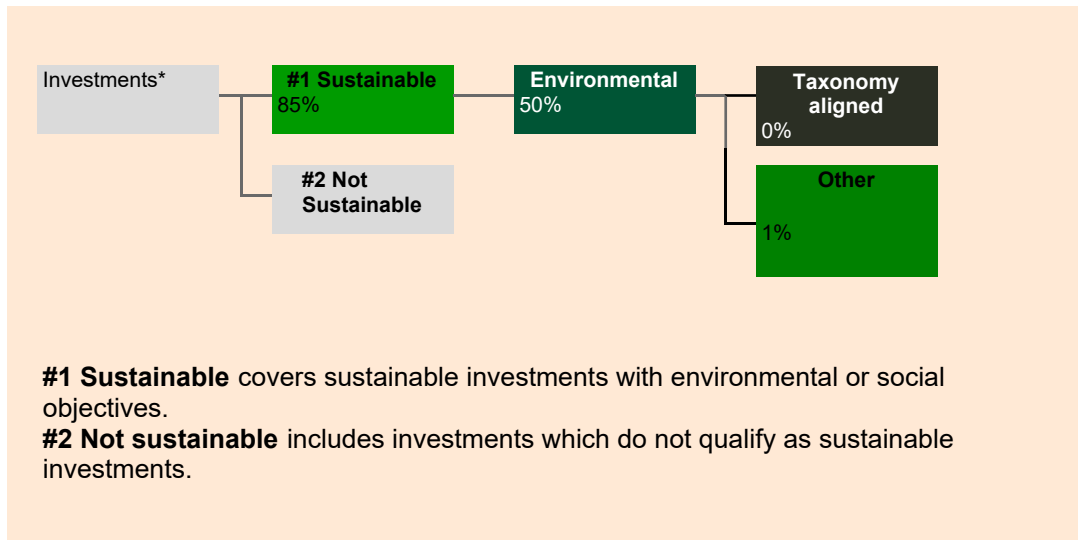 Investments*
#1 Sustainable
85%
Environmental
50%
Taxonomy
aligned
0%
#2 Not
Sustainable
Other
1%
#1 Sustainable covers sustainable investments with environmental or social
objectives.
#2 Not sustainable includes investments which do not qualify as sustainable
investments.